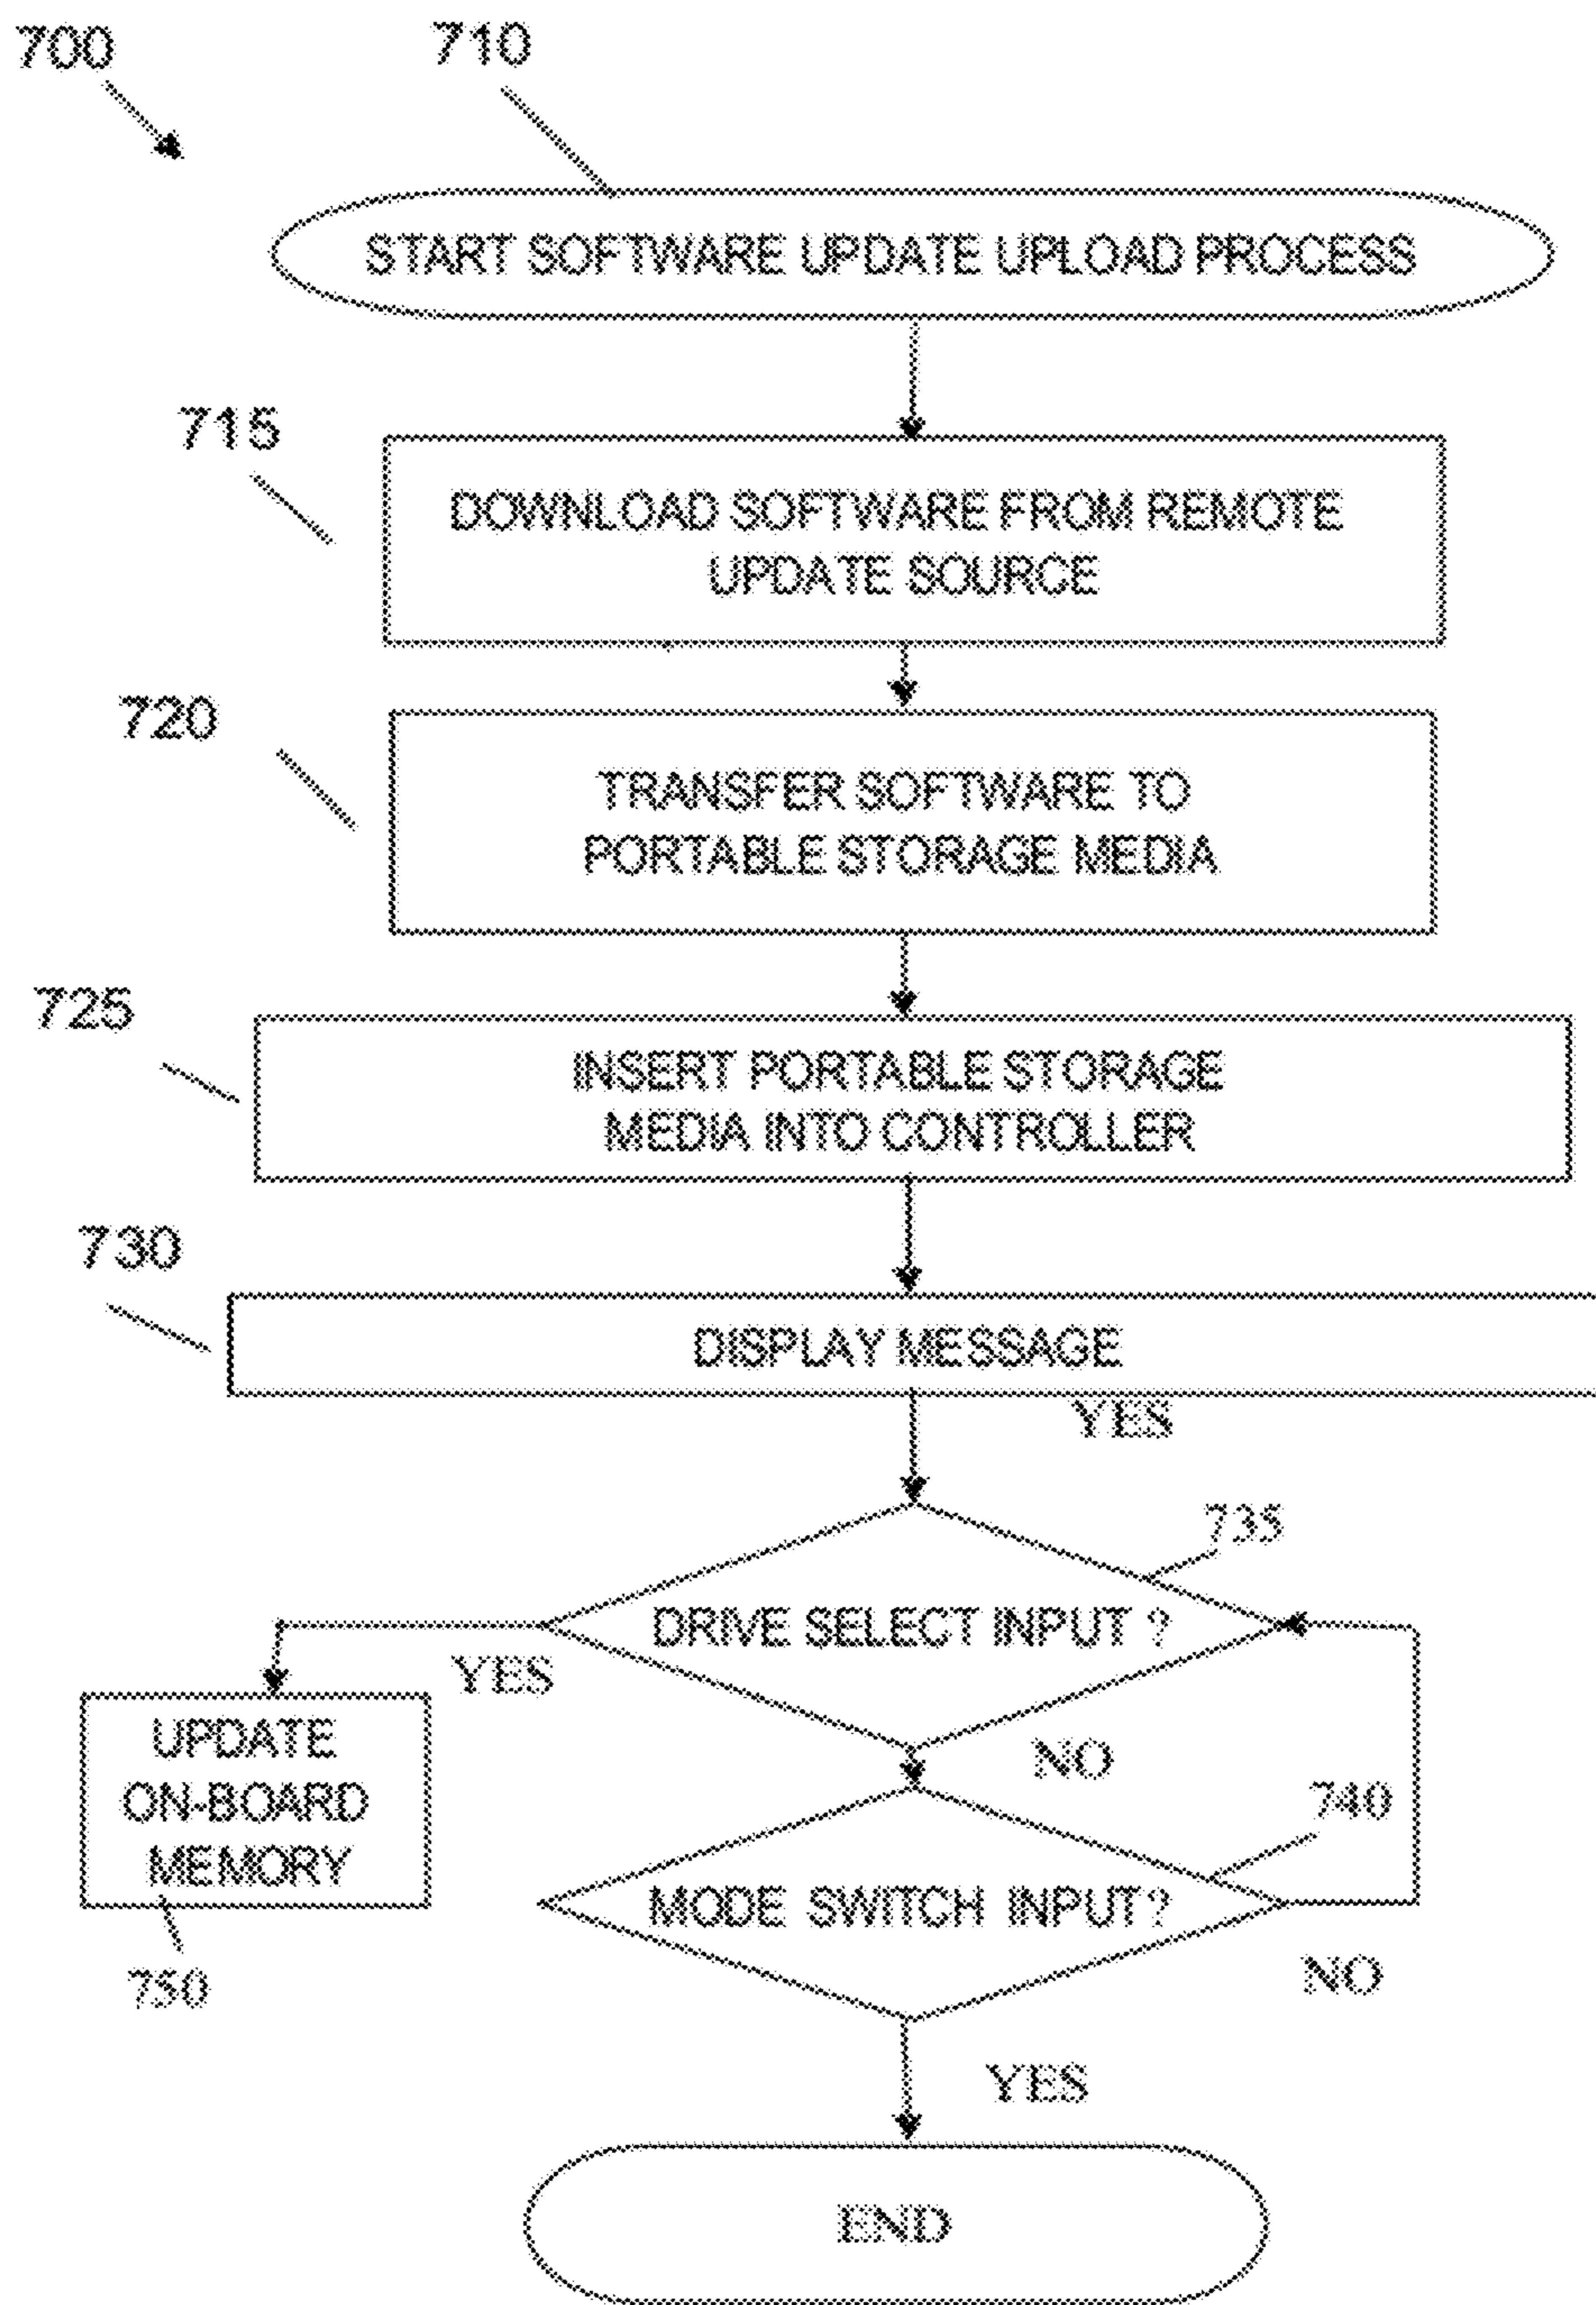 700
710
START SOFTWARE UPDATE UPLOAD PROCESS
715
DOWNLOAD SOFTWARE FROM REMOTE
UPDATE SOURCE
720
TRANSFER SOFTWARE TO
PORTABLE STORAGE MEDIA
725
INSERT PORTABLE STORAGE
MEDIA INTO CONTROLLER
730
DISPLAY MESSAGE
YES
735
DRIVE SELECT INPUT ?
YES
UPDATE
ON-BOARD
MEMORY
750
NO
740
MODE SWITCH INPUT?
NO
YES
END